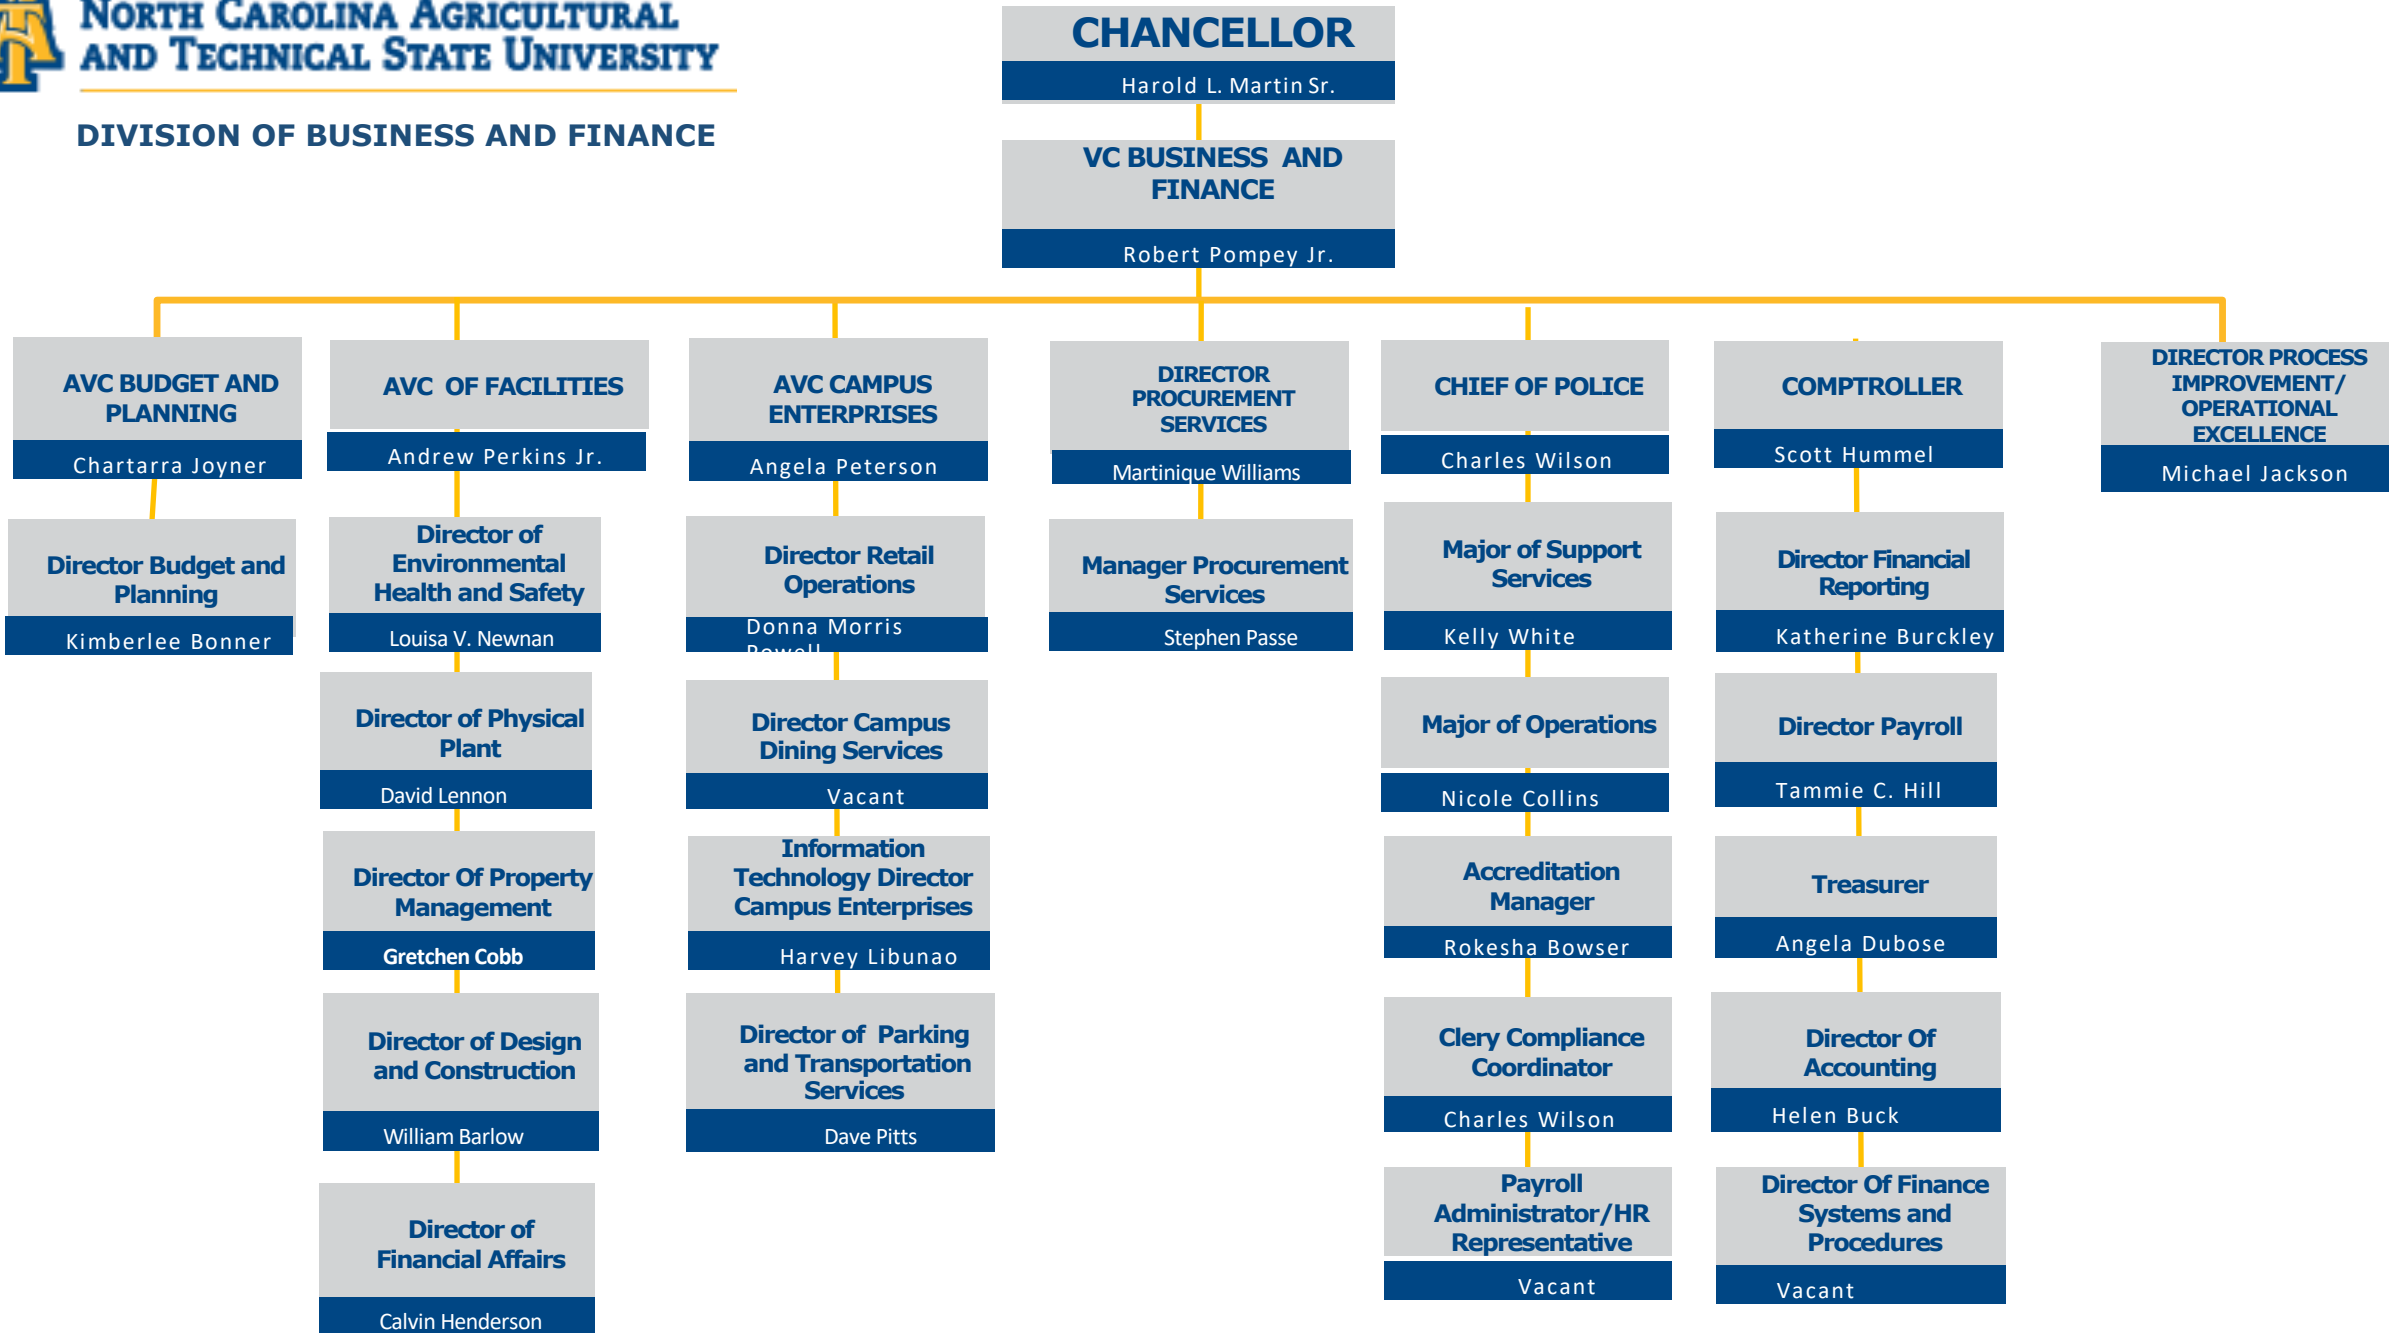 NORTH CAROLINA AGRICULTURAL
AND TECHNICAL STATE UNIVERSITY
DIVISION OF BUSINESS AND FINANCE
CHANCELLOR
Harold L. Martin Sr.
VC BUSINESS AND
FINANCE
Robert Pompey Jr.
AVC BUDGET AND
PLANNING
Chartarra Joyner
Director Budget and
Planning
Kimberlee Bonner
AVC OF FACILITIES
Andrew Perkins Jr.
Director of
Environmental
Health and Safety
Louisa V. Newnan
Director of Physical
Plant
David Lennon
Director Of Property
Management
Gretchen Cobb
Director of Design
and Construction
William Barlow
Director of
Financial Affairs
Calvin Henderson
AVC CAMPUS
ENTERPRISES
Angela Peterson
Director Retail
Operations
Donna Morris
Director Campus
Dining Services
Vacant
Information
Technology Director
Campus Enterprises
Harvey Libunao
Director of Parking
and Transportation
Services
Dave Pitts
DIRECTOR
PROCUREMENT
SERVICES
Martinique Williams
Manager Procurement
Services
Stephen Passe
CHIEF OF POLICE
Charles Wilson
Major of Support
Services
Kelly White
Major of Operations
Nicole Collins
Accreditation
Manager
Rokesha Bowser
Clery Compliance
Coordinator
Charles Wilson
Payroll
Administrator/HR
Representative
Vacant
COMPTROLLER
Scott Hummel
Director Financial
Reporting
Katherine Burckley
Director Payroll
Tammie C. Hill
Treasurer
Angela Dubose
Director Of
Accounting
Helen Buck
Director Of Finance
Systems and
Procedures
Vacant
DIRECTOR PROCESS
IMPROVEMENT/
OPERATIONAL
EXCELLENCE
Michael Jackson